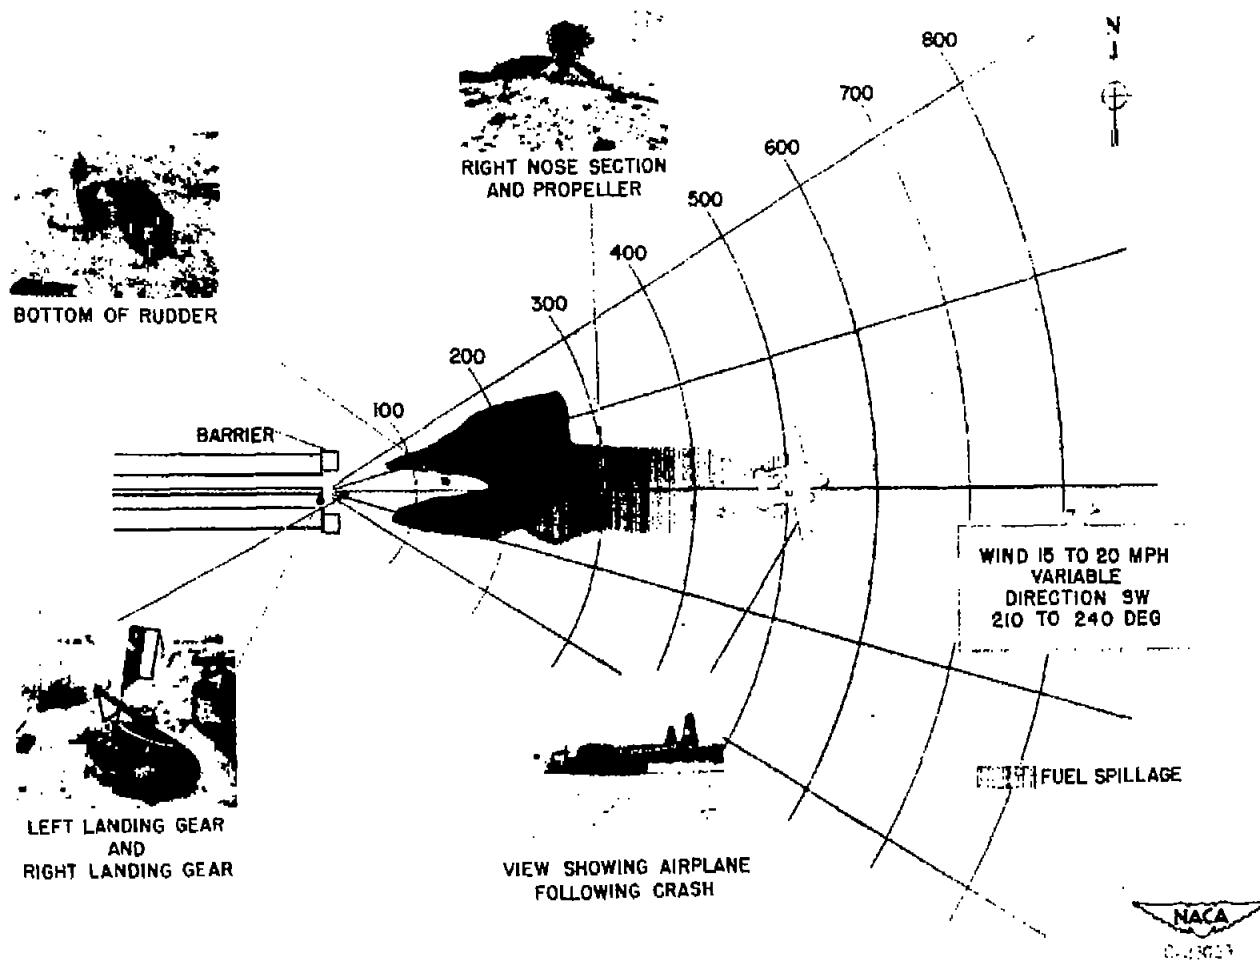 N
800
700
600
500
400
300
200
100
RIGHT NOSE SECTION
AND PROPELLER
BOTTOM OF RUDDER
BARRIER
WIND 15 TO 20 MPH
VARIABLE
DIRECTION SW
210 TO 240 DEG
FUEL SPILLAGE
LEFT LANDING GEAR
AND
RIGHT LANDING GEAR
VIEW SHOWING AIRPLANE
FOLLOWING CRASH
NACA